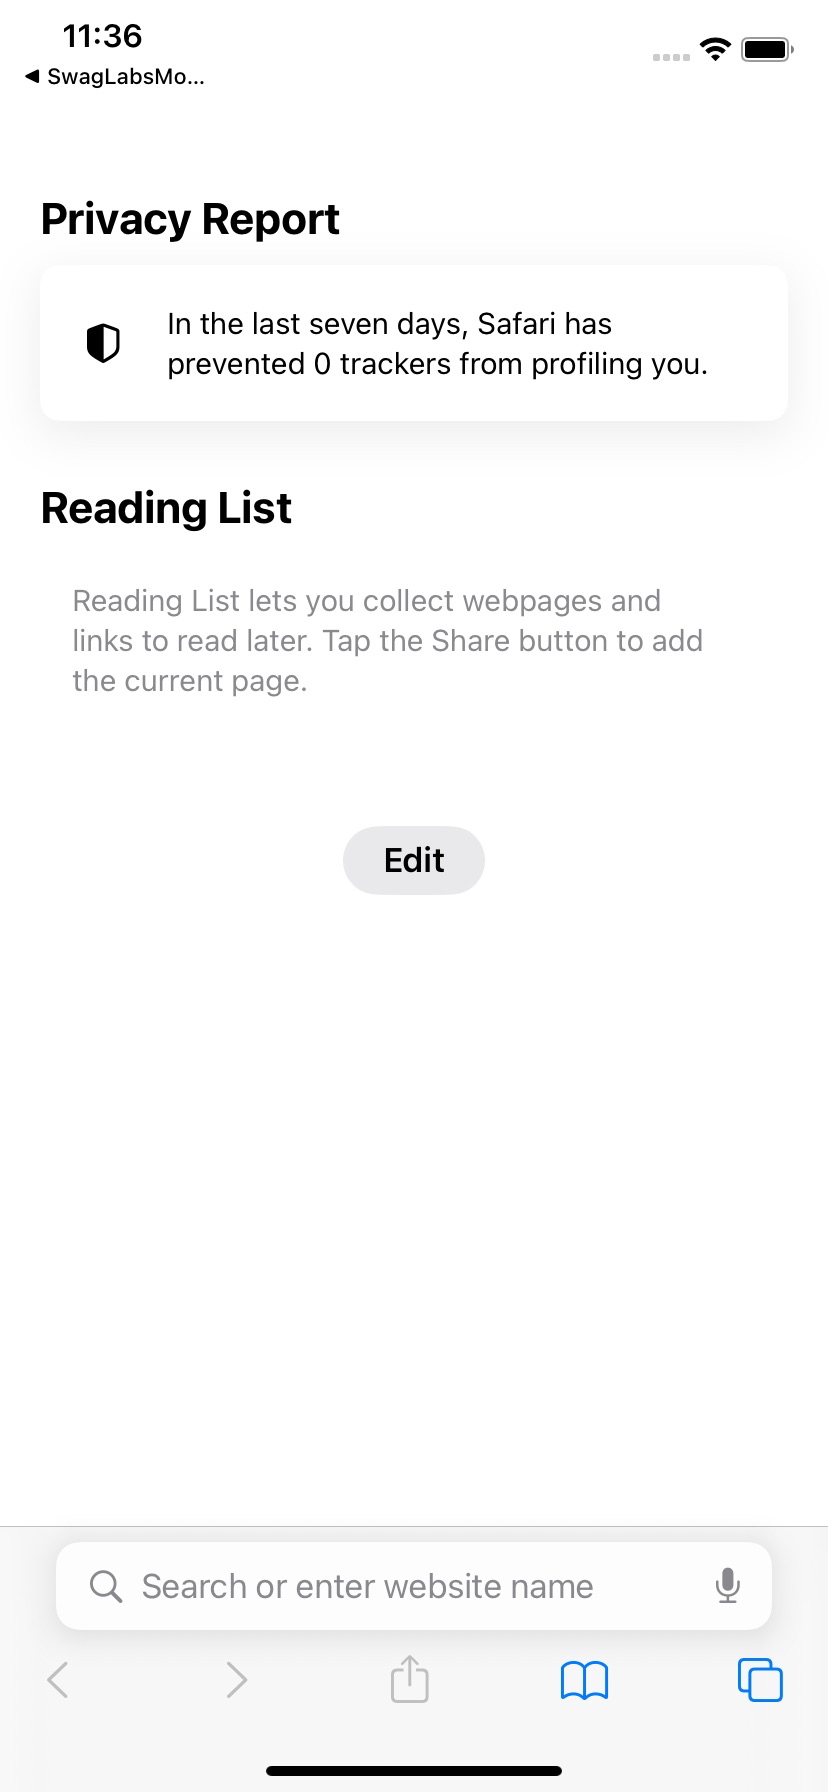 11:36
SwagLabsMo...
Privacy Report
In the last seven days, Safari has
prevented 0 trackers from profiling you.
Reading List
Reading List lets you collect webpages and
links to read later. Tap the Share button to add
the current page.
Edit
Search or enter website name